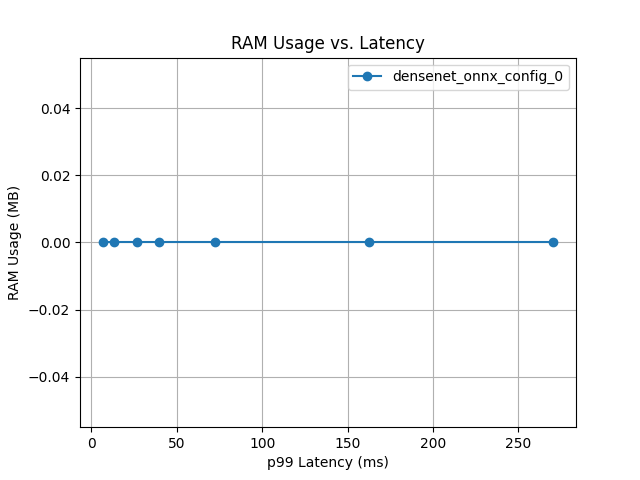 RAM Usage vs. Latency
densenet_onnx_config_0
RAM Usage (MB)
0.04
0.02
0.00
−0.02
−0.04
0 50 100 150 200 250
p99 Latency (ms)